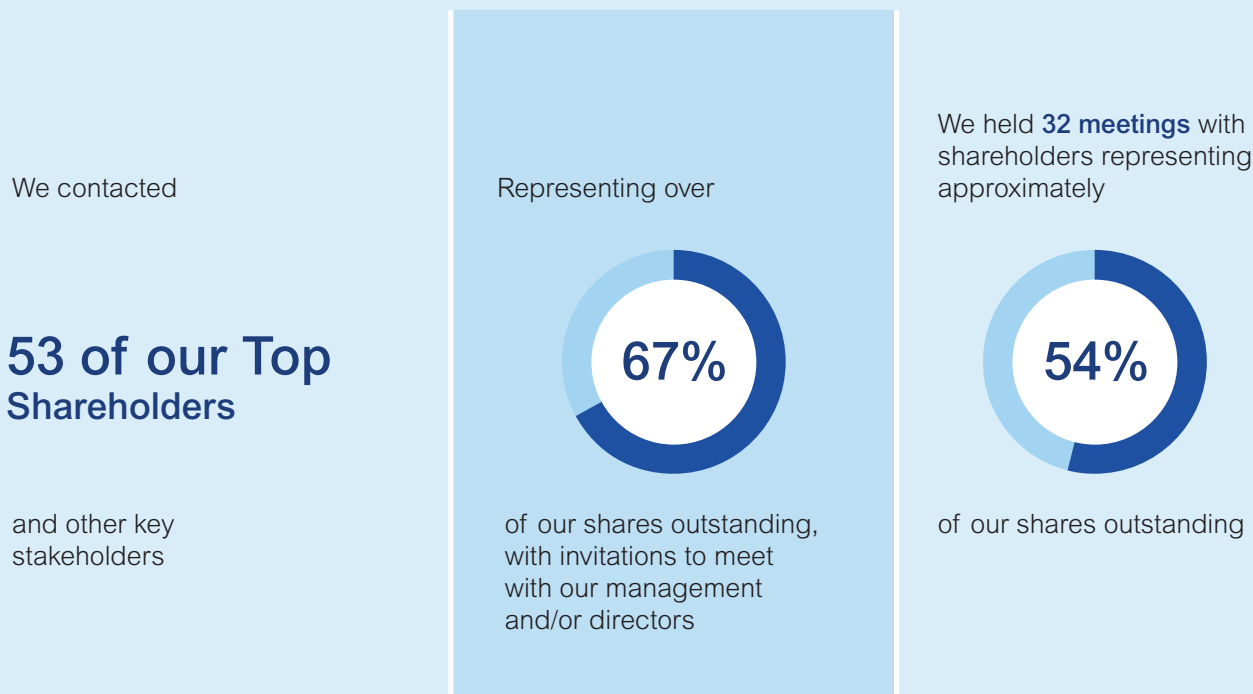 We contacted
53 of our Top
Shareholders
and other key
stakeholders
Representing over
67%
of our shares outstanding,
with invitations to meet
with our management
and/or directors
We held 32 meetings with
shareholders representing
approximately
54%
of our shares outstanding